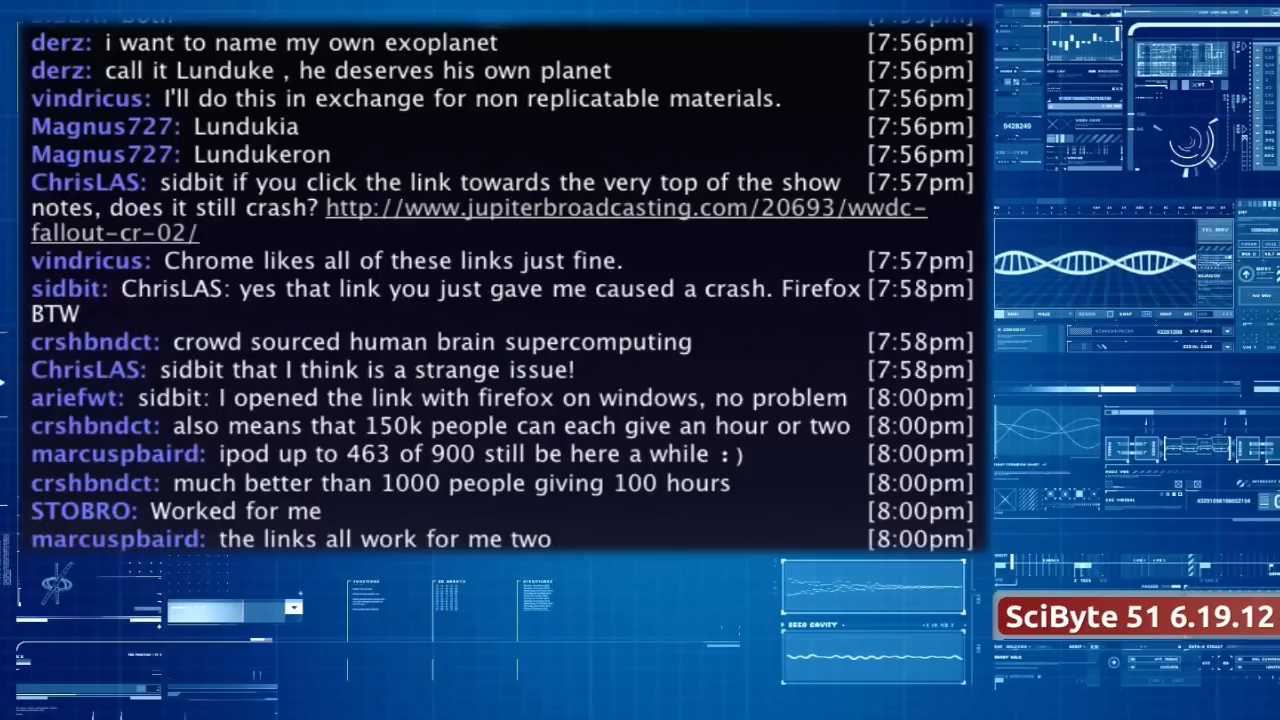 derz: i want to name my own exoplanet [7:56pm]
derz: call it Lunduke , he deserves his own planet [7:56pm]
vindricus: I'll do this in exchange for non replicatable materials. [7:56pm]
Magnus727: Lundukia [7:56pm]
Magnus727: Lundukeron [7:56pm]
ChrisLAS: sidbit if you click the link towards the very top of the show [7:57pm]
notes, does it still crash? http://www.jupiterbroadcasting.com/20693/wwdc-
fallout-cr-02/
vindricus: Chrome likes all of these links just fine. [7:57pm]
sidbit: ChrisLAS: yes that link you just gave me caused a crash. Firefox [7:58pm]
BTW
crshbndct: crowd sourced human brain supercomputing [7:58pm]
ChrisLAS: sidbit that I think is a strange issue! [7:58pm]
ariefwt: sidbit: I opened the link with firefox on windows, no problem [8:00pm]
crshbndct: also means that 150k people can each give an hour or two [8:00pm]
marcuspbaird: ipod up to 463 of 900 still be here a while :) [8:00pm]
crshbndct: much better than 1000 people giving 100 hurs [8:00pm]
STOBRO: Worked for me [8:00pm]
marcuspbaird: the links all work for me two [8:00pm]
9428249
SciByte 51 6.19.12